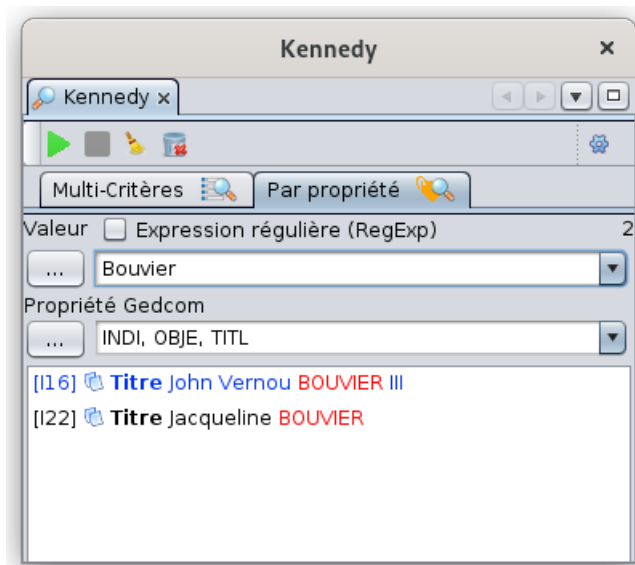 Kennedy
Kennedy
Multi-Critères Par propriété
Valeur Expression régulière (RegExp) 2
... Bouvier
Propriété Gedcom
... INDI, OBJE, TITL
[I16] Titre John Vernou BOUVIER III
[I22] Titre Jacqueline BOUVIER